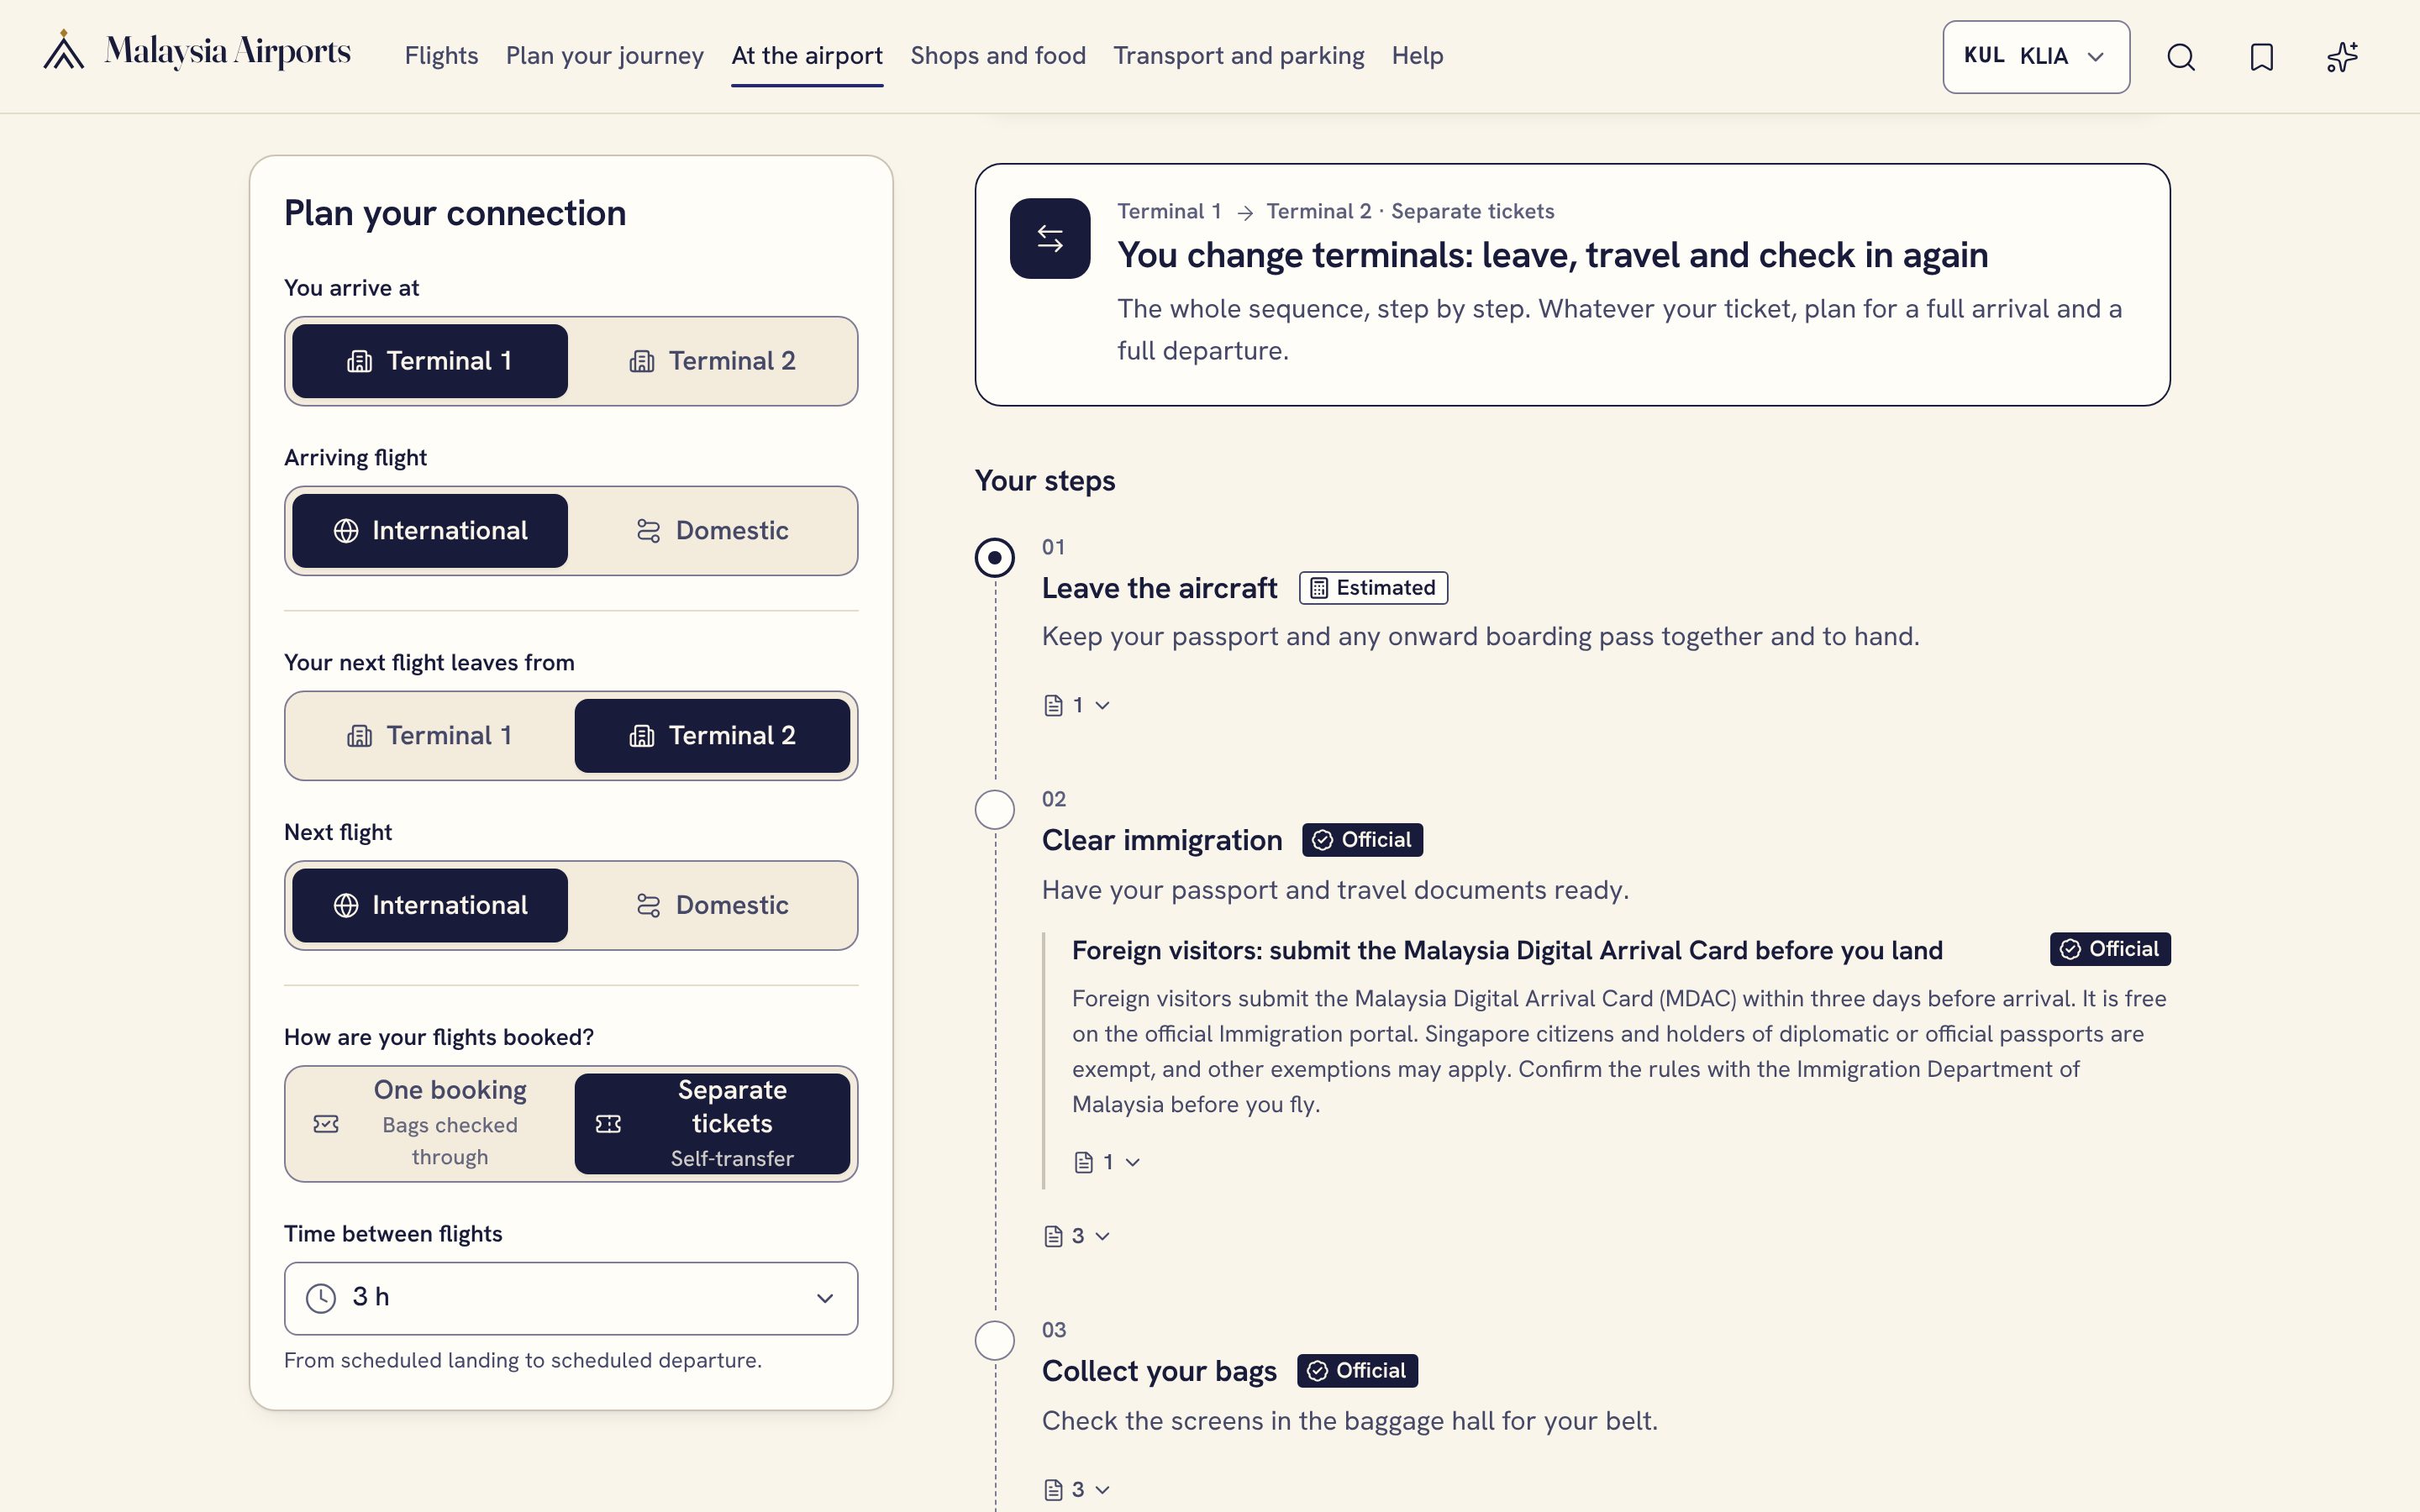 Malaysia Airports
Flights
Plan your journey
At the airport
Shops and food
Transport and parking
Help
KUL KLIA
Plan your connection
You arrive at
Terminal 1
Terminal 2
Arriving flight
International
Domestic
Your next flight leaves from
Terminal 1
Terminal 2
Next flight
International
Domestic
How are your flights booked?
One booking
Bags checked
through
Separate
tickets
Self-transfer
Time between flights
3 h
From scheduled landing to scheduled departure.
Terminal 1 → Terminal 2 · Separate tickets
You change terminals: leave, travel and check in again
The whole sequence, step by step. Whatever your ticket, plan for a full arrival and a
full departure.
Your steps
01
Leave the aircraft
Estimated
Keep your passport and any onward boarding pass together and to hand.
1
02
Clear immigration
Official
Have your passport and travel documents ready.
Foreign visitors: submit the Malaysia Digital Arrival Card before you land
Official
Foreign visitors submit the Malaysia Digital Arrival Card (MDAC) within three days before arrival. It is free
on the official Immigration portal. Singapore citizens and holders of diplomatic or official passports are
exempt, and other exemptions may apply. Confirm the rules with the Immigration Department of
Malaysia before you fly.
1
3
03
Collect your bags
Official
Check the screens in the baggage hall for your belt.
3